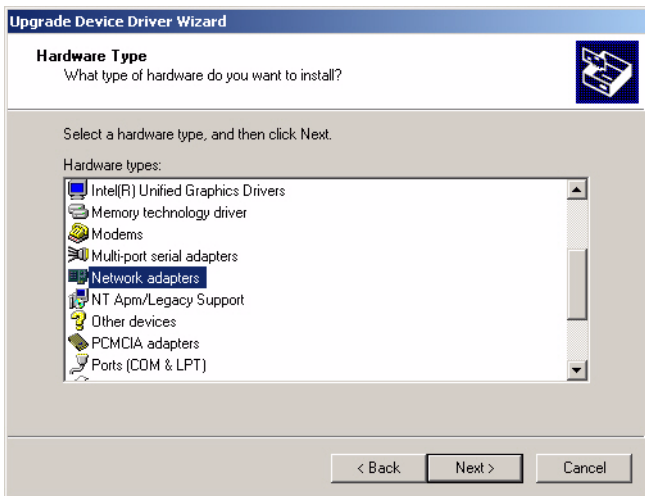 Upgrade Device Driver Wizard
Hardware Type
What type of hardware do you want to install?
Select a hardware type, and then click Next.
Hardware types:
Intel(R) Unified Graphics Drivers
Memory technology driver
Modems
Multi-port serial adapters
Network adapters
NT Apm/Legacy Support
Other devices
PCMCIA adapters
Ports (COM & LPT)
< Back Next > Cancel